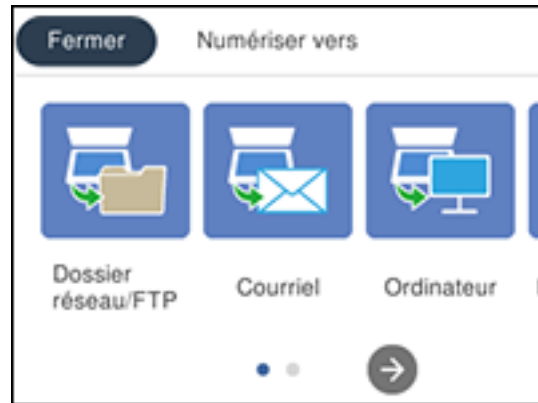 Fermer
Numériser vers
Dossier
réseau/FTP
Courriel
Ordinateur